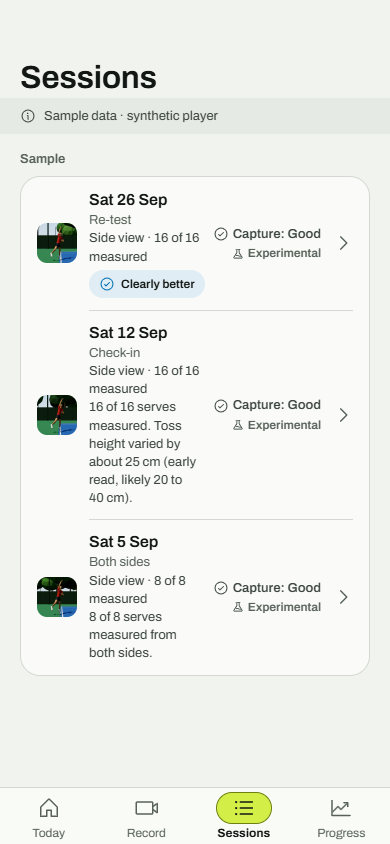 Sessions
Sample data · synthetic player
Sample
Sat 26 Sep
Re-test
Side view · 16 of 16
measured
Clearly better
Capture: Good
Experimental
Sat 12 Sep
Check-in
Side view · 16 of 16
measured
16 of 16 serves
measured. Toss
height varied by
about 25 cm (early
read, likely 20 to
40 cm).
Capture: Good
Experimental
Sat 5 Sep
Both sides
Side view · 8 of 8
measured
8 of 8 serves
measured from
both sides.
Capture: Good
Experimental
Today
Record
Sessions
Progress